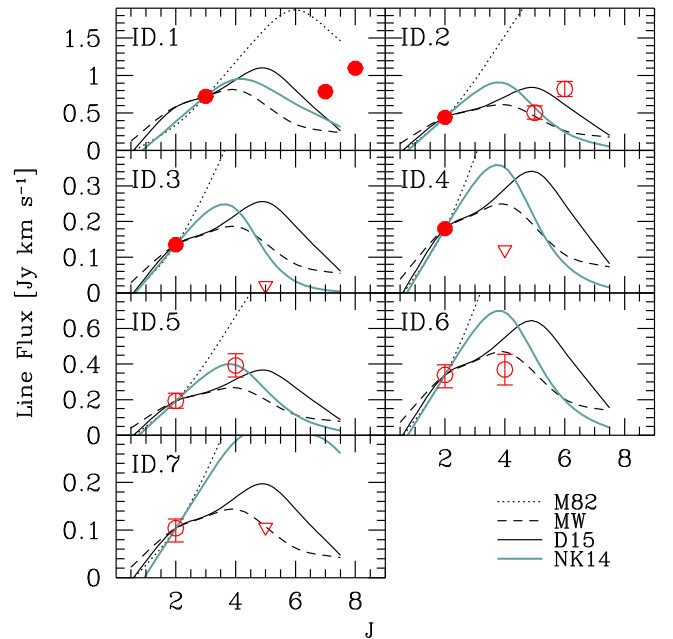 ID.1
ID.2
1.5
1
0.5
0
ID.3
ID.4
0.3
0.2
0.1
0
ID.5
ID.6
0.6
0.4
0.2
0
ID.7
0.2
0.1
0
Line Flux [Jy km s⁻¹]
2 4 6 8
2 4 6 8
J
M82
MW
D15
NK14